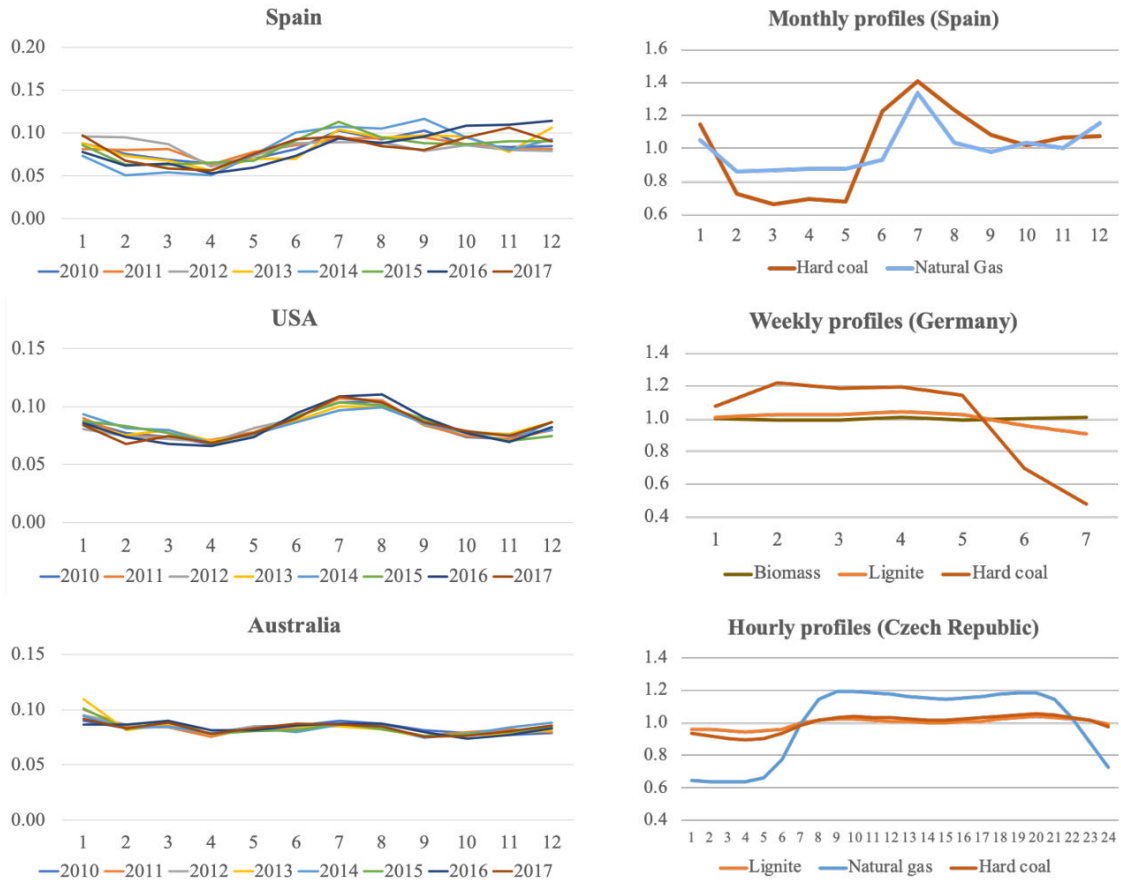 Spain
0.20
0.15
0.10
0.05
0.00
1 2 3 4 5 6 7 8 9 10 11 12
2010 2011 2012 2013 2014 2015 2016 2017
Monthly profiles (Spain)
1.6
1.4
1.2
1.0
0.8
0.6
1 2 3 4 5 6 7 8 9 10 11 12
Hard coal Natural Gas
USA
0.15
0.10
0.05
0.00
1 2 3 4 5 6 7 8 9 10 11 12
2010 2011 2012 2013 2014 2015 2016 2017
Weekly profiles (Germany)
1.4
1.2
1.0
0.8
0.6
0.4
1 2 3 4 5 6 7
Biomass Lignite Hard coal
Australia
0.15
0.10
0.05
0.00
1 2 3 4 5 6 7 8 9 10 11 12
2010 2011 2012 2013 2014 2015 2016 2017
Hourly profiles (Czech Republic)
1.4
1.2
1.0
0.8
0.6
0.4
1 2 3 4 5 6 7 8 9 10 11 12 13 14 15 16 17 18 19 20 21 22 23 24
Lignite Natural gas Hard coal